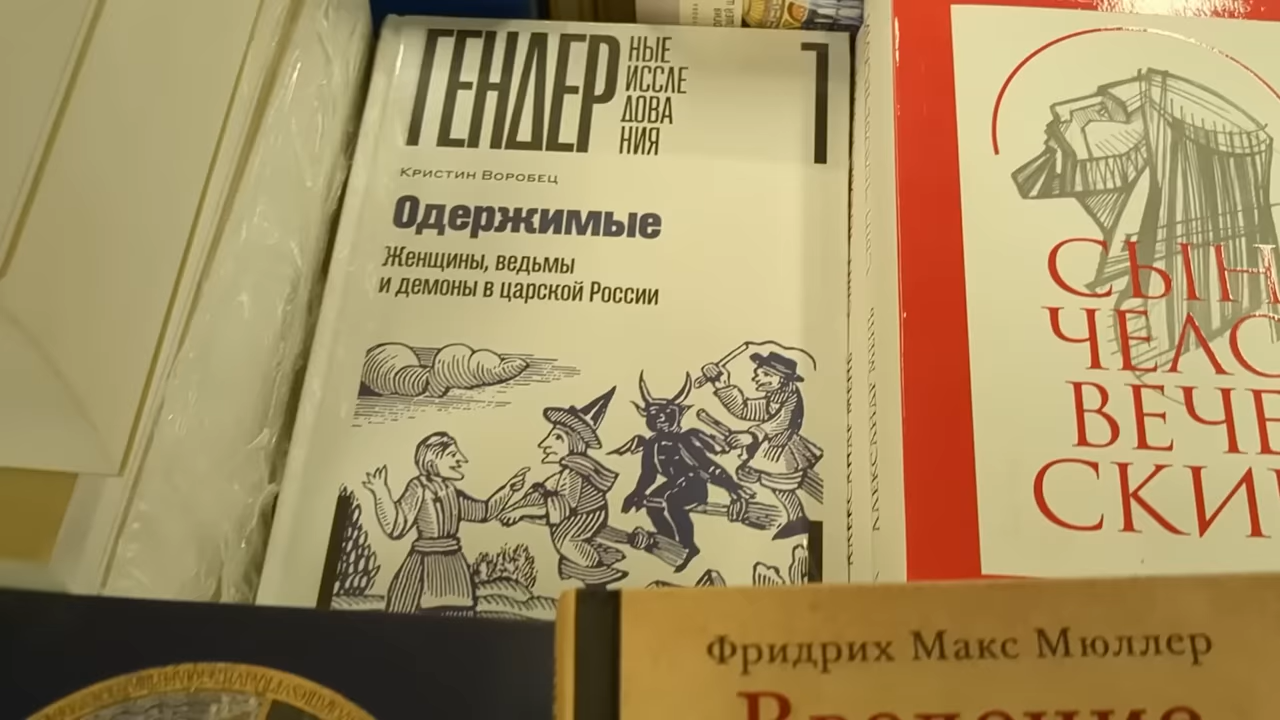 ГЕНДЕР
НЫЕ
ИССЛЕ
ДОВА
НИЯ
1
Кристин Воробец
Одержимые
Женщины, ведьмы
и демоны в царской России
СЫН
ЧЕЛО
ВЕЧЕ
СКИ
Фридрих Макс Мюллер
Введение